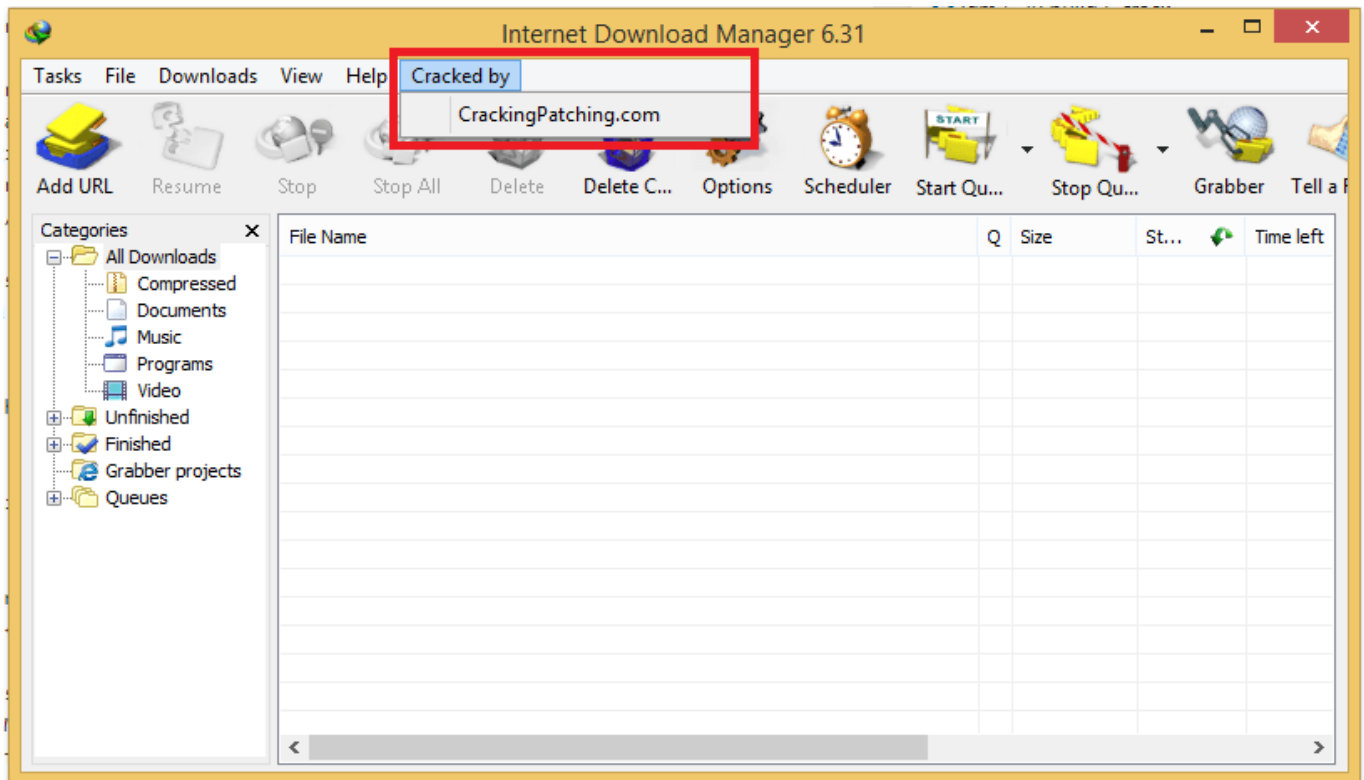 Internet Download Manager 6.31
Tasks File Downloads View Help Cracked by
CrackingPatching.com
START
Add URL Resume Stop Stop All Delete Delete C... Options Scheduler Start Qu... Stop Qu... Grabber Tell a
Categories
File Name Q Size St... Time left
All Downloads
Compressed
Documents
Music
Programs
Video
Unfinished
Finished
Grabber projects
Queues